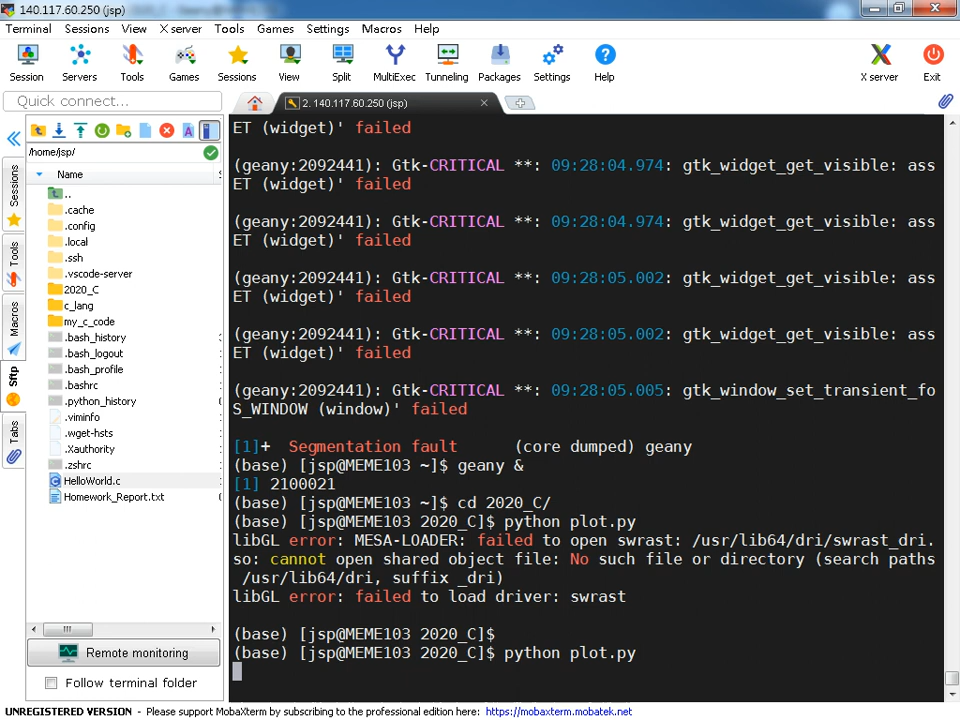 140.117.60.250 (jsp)
Terminal Sessions View X server Tools Games Settings Macros Help
Session Servers Tools Games Sessions View Split MultiExec Tunneling Packages Settings Help X server Exit
Quick connect...
2. 140.117.60.250 (jsp)
/home/jsp/
Name
..
.cache
.config
.local
.ssh
.vscode-server
2020_C
c_lang
my_c_code
.bash_history
.bash_logout
.bash_profile
.bashrc
.python_history
.viminfo
.wget-hsts
.Xauthority
.zshrc
HelloWorld.c
Homework_Report.txt
Sessions
Tools
Macros
Sftp
Tabs
Remote monitoring
Follow terminal folder
ET (widget)' failed
(geany:2092441): Gtk-CRITICAL **: 09:28:04.974: gtk_widget_get_visible: ass
ET (widget)' failed
(geany:2092441): Gtk-CRITICAL **: 09:28:04.974: gtk_widget_get_visible: ass
ET (widget)' failed
(geany:2092441): Gtk-CRITICAL **: 09:28:05.002: gtk_widget_get_visible: ass
ET (widget)' failed
(geany:2092441): Gtk-CRITICAL **: 09:28:05.002: gtk_widget_get_visible: ass
ET (widget)' failed
(geany:2092441): Gtk-CRITICAL **: 09:28:05.005: gtk_window_set_transient_fo
S_WINDOW (window)' failed
[1]+ Segmentation fault (core dumped) geany
(base) [jsp@MEME103 ~]$ geany &
[1] 2100021
(base) [jsp@MEME103 ~]$ cd 2020_C/
(base) [jsp@MEME103 2020_C]$ python plot.py
libGL error: MESA-LOADER: failed to open swrast: /usr/lib64/dri/swrast_dri.
so: cannot open shared object file: No such file or directory (search paths
/usr/lib64/dri, suffix _dri)
libGL error: failed to load driver: swrast
(base) [jsp@MEME103 2020_C]$
(base) [jsp@MEME103 2020_C]$ python plot.py
UNREGISTERED VERSION - Please support MobaXterm by subscribing to the professional edition here: https://mobaxterm.mobatek.net